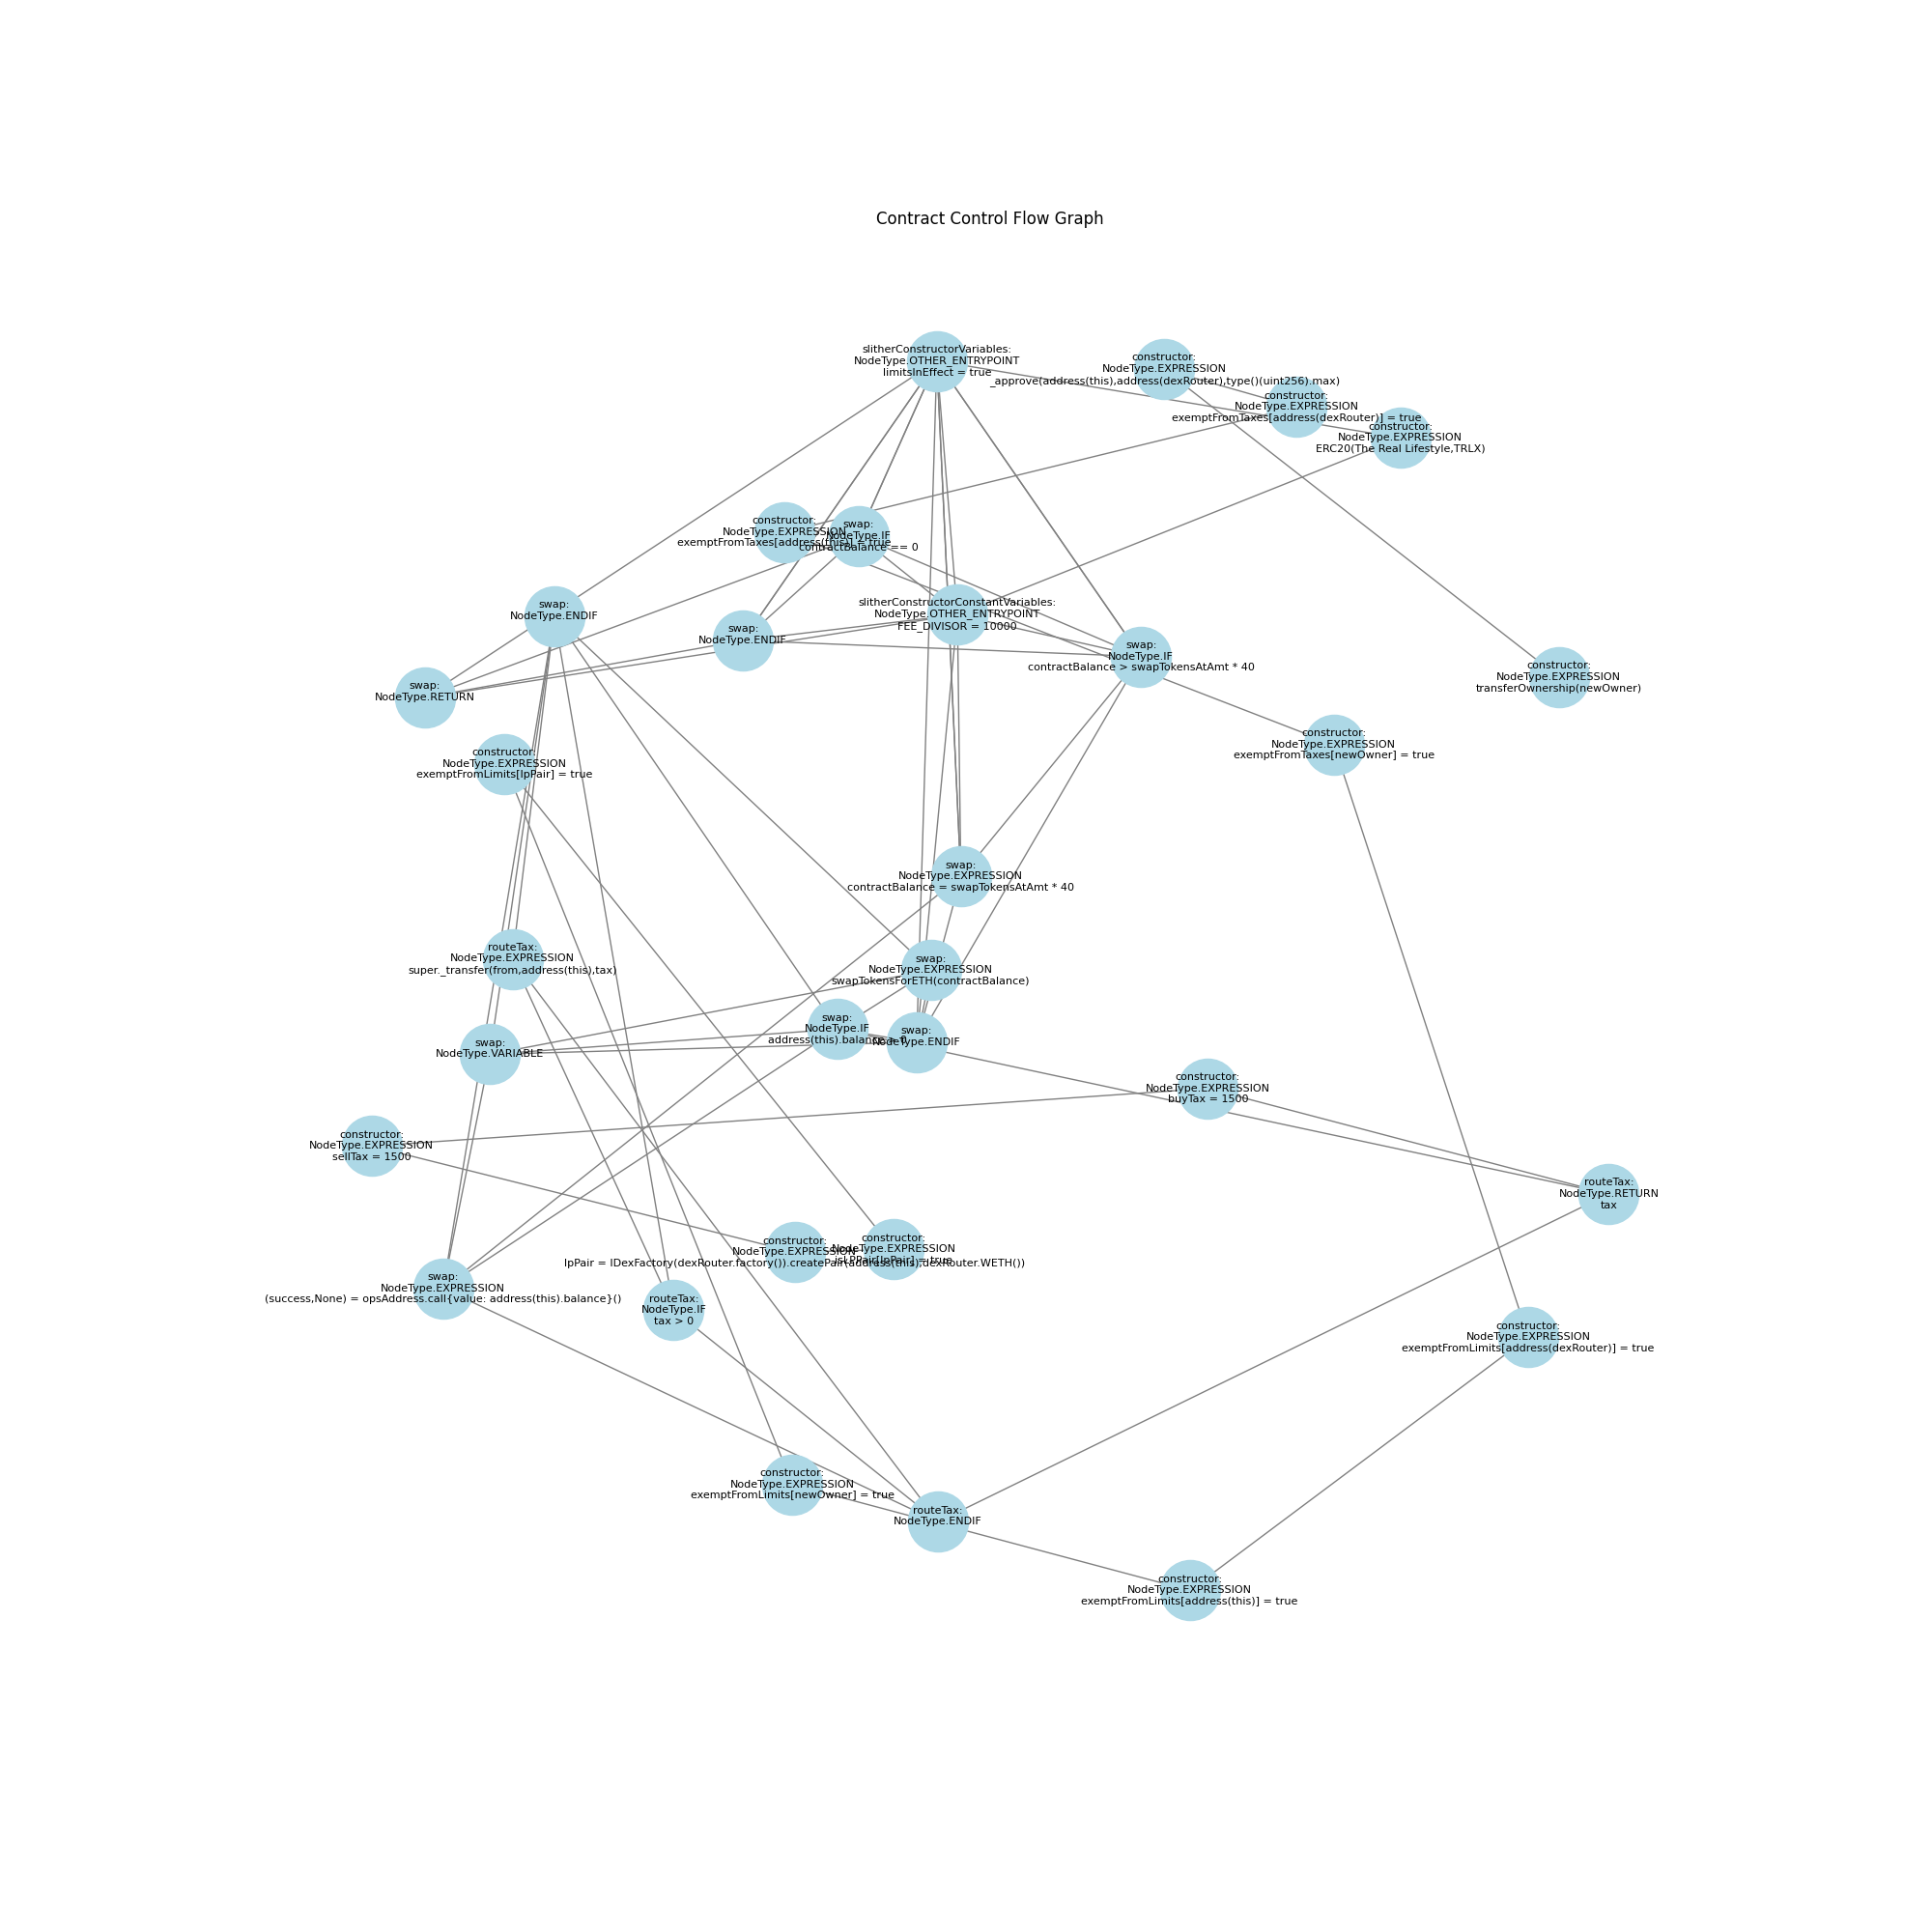 Contract Control Flow Graph
slitherConstructorVariables:
NodeType.OTHER_ENTRYPOINT
limitsInEffect = true
constructor:
NodeType.EXPRESSION
_approve(address(this),address(dexRouter),type()(uint256).max)
constructor:
NodeType.EXPRESSION
exemptFromTaxes[address(dexRouter)] = true
constructor:
NodeType.EXPRESSION
ERC20(The Real Lifestyle,TRLX)
constructor:
NodeType.EXPRESSION
exemptFromTaxes[address(this)] = true
swap:
NodeType.IF
contractBalance == 0
swap:
NodeType.ENDIF
slitherConstructorConstantVariables:
NodeType.OTHER_ENTRYPOINT
FEE_DIVISOR = 10000
swap:
NodeType.ENDIF
swap:
NodeType.IF
contractBalance > swapTokensAtAmt * 40
constructor:
NodeType.EXPRESSION
transferOwnership(newOwner)
swap:
NodeType.RETURN
constructor:
NodeType.EXPRESSION
exemptFromTaxes[newOwner] = true
constructor:
NodeType.EXPRESSION
exemptFromLimits[lpPair] = true
swap:
NodeType.EXPRESSION
contractBalance = swapTokensAtAmt * 40
routeTax:
NodeType.EXPRESSION
super._transfer(from,address(this),tax)
swap:
NodeType.EXPRESSION
swapTokensForETH(contractBalance)
swap:
NodeType.IF
address(this).balance > 0
swap:
NodeType.ENDIF
swap:
NodeType.VARIABLE
constructor:
NodeType.EXPRESSION
buyTax = 1500
constructor:
NodeType.EXPRESSION
sellTax = 1500
routeTax:
NodeType.RETURN
tax
constructor:
NodeType.EXPRESSION
lpPair = IDexFactory(dexRouter.factory()).createPair(address(this),dexRouter.WETH())
constructor:
NodeType.EXPRESSION
isLPPair[lpPair] = true
swap:
NodeType.EXPRESSION
(success,None) = opsAddress.call{value: address(this).balance}()
routeTax:
NodeType.IF
tax > 0
constructor:
NodeType.EXPRESSION
exemptFromLimits[address(dexRouter)] = true
constructor:
NodeType.EXPRESSION
exemptFromLimits[newOwner] = true
routeTax:
NodeType.ENDIF
constructor:
NodeType.EXPRESSION
exemptFromLimits[address(this)] = true